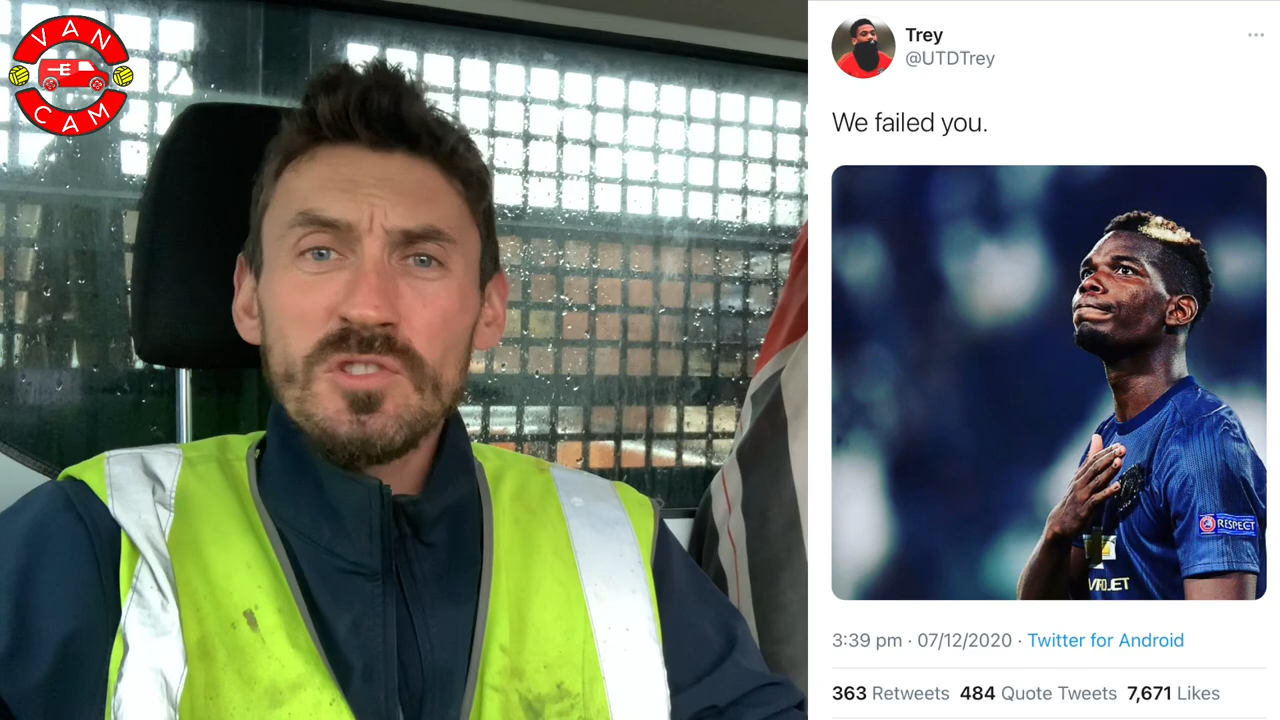 VAN
E
CAM
Trey
@UTDTrey
We failed you.
RESPECT
VROLET
3:39 pm · 07/12/2020 · Twitter for Android
363 Retweets 484 Quote Tweets 7,671 Likes